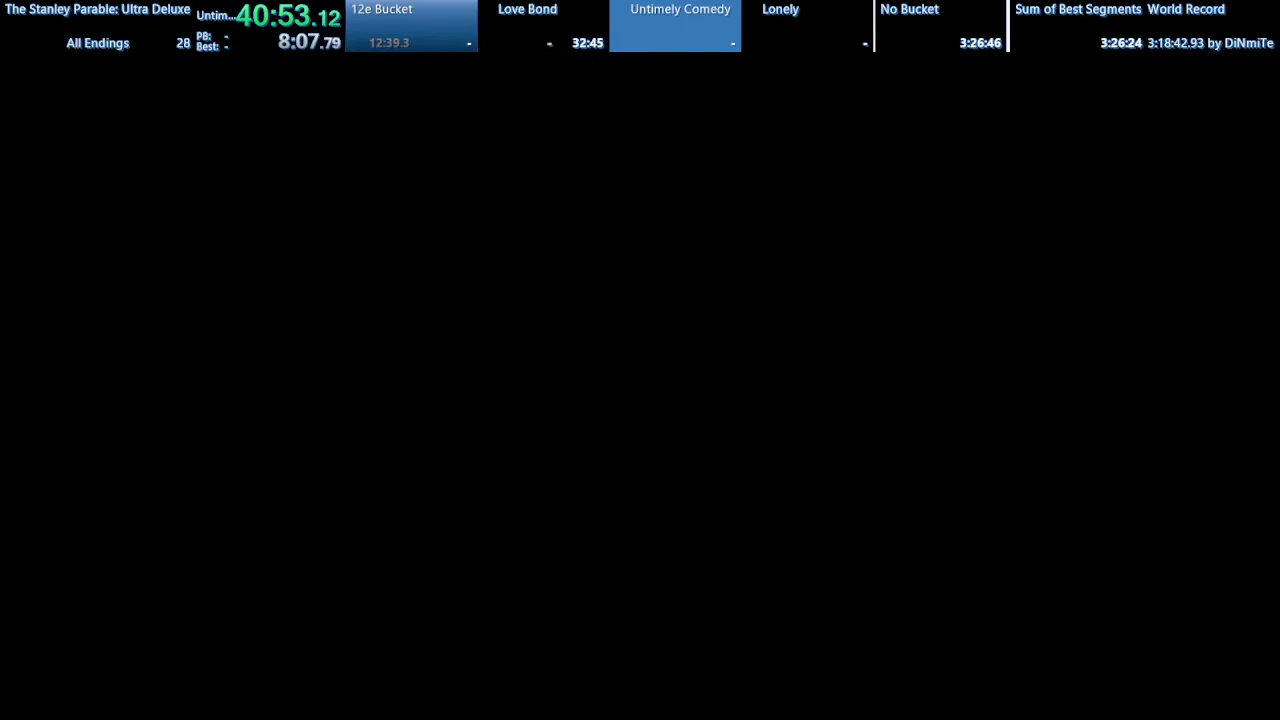 The Stanley Parable: Ultra Deluxe
All Endings 28
Untim... 40:53.12
PB: -
Best: -
8:07.79
12e Bucket
12:39.3 -
Love Bond
- 32:45
Untimely Comedy
-
Lonely
-
No Bucket
3:26:46
Sum of Best Segments
3:26:24
World Record
3:18:42.93 by DiNmiTe